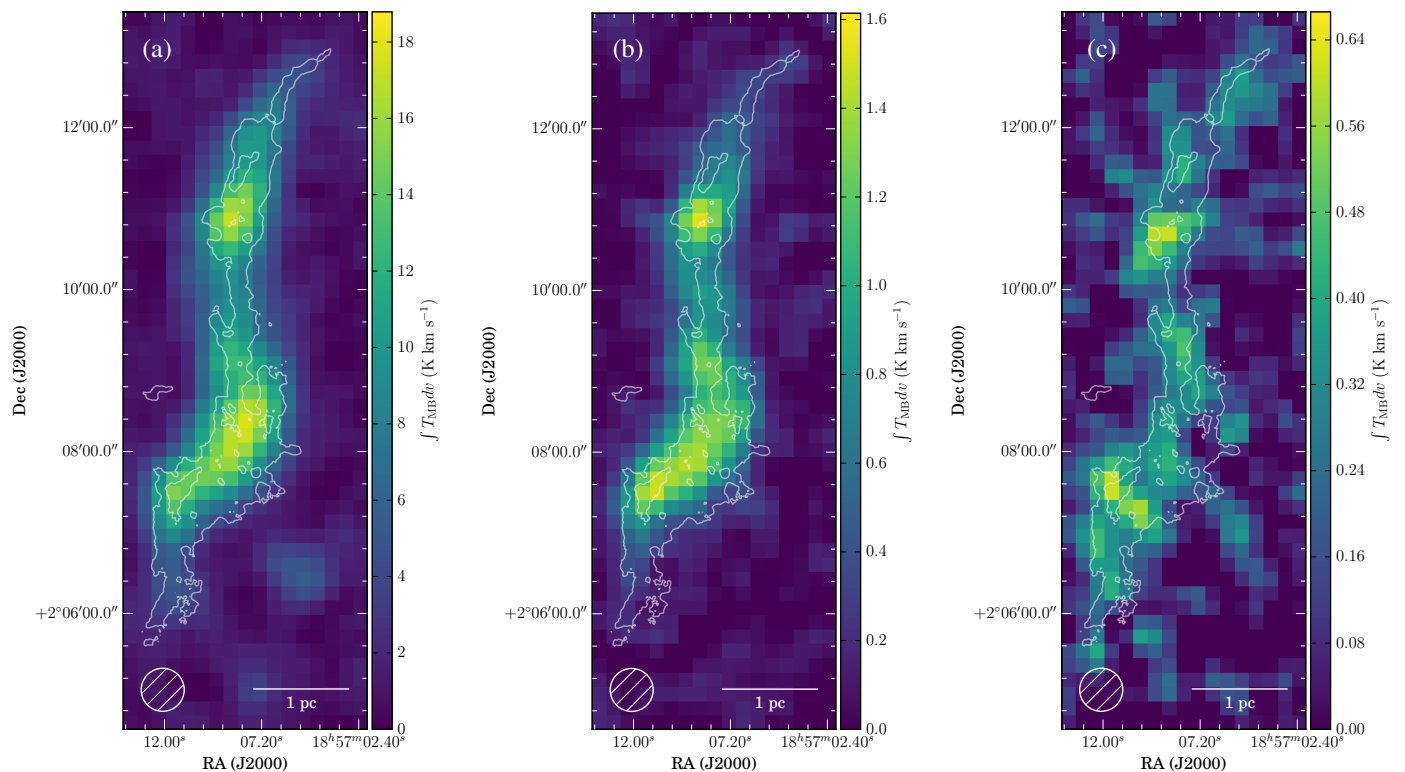 (a)
12′00.0″
10′00.0″
08′00.0″
+2°06′00.0″
Dec (J2000)
12.00ˢ
07.20ˢ
18ʰ57ᵐ02.40ˢ
RA (J2000)
1 pc
18
16
14
12
10
8
6
4
2
0
∫ T_MB dv (K km s⁻¹)
(b)
12′00.0″
10′00.0″
08′00.0″
+2°06′00.0″
Dec (J2000)
12.00ˢ
07.20ˢ
18ʰ57ᵐ02.40ˢ
RA (J2000)
1 pc
1.6
1.4
1.2
1.0
0.8
0.6
0.4
0.2
0.0
∫ T_MB dv (K km s⁻¹)
(c)
12′00.0″
10′00.0″
08′00.0″
+2°06′00.0″
Dec (J2000)
12.00ˢ
07.20ˢ
18ʰ57ᵐ02.40ˢ
RA (J2000)
1 pc
0.64
0.56
0.48
0.40
0.32
0.24
0.16
0.08
0.00
∫ T_MB dv (K km s⁻¹)